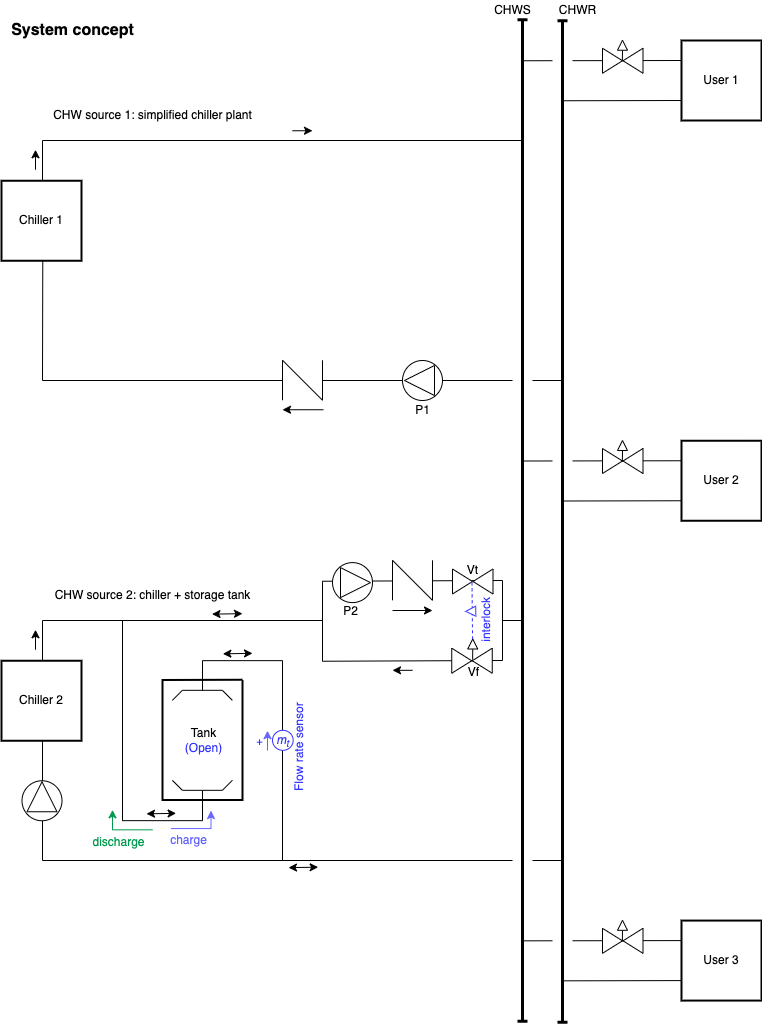 CHWS
CHWR
System concept
User 1
CHW source 1: simplified chiller plant
Chiller 1
P1
User 2
Vt
CHW source 2: chiller + storage tank
P2
interlock
Vf
Chiller 2
Tank
(Open)
+
mt
Flow rate sensor
discharge
charge
User 3